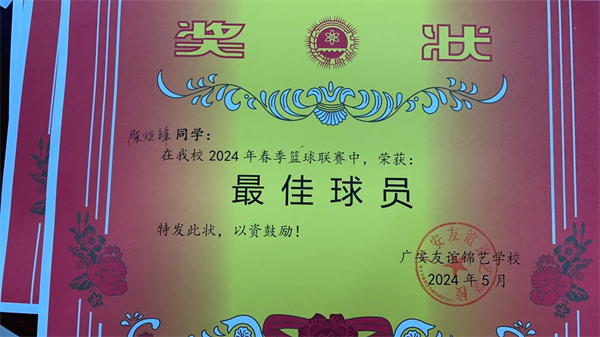 奖状
陈炬锋同学：
在我校 2024 年春季篮球联赛中，荣获：
最佳球员
特发此状，以资鼓励！
广安友谊锦艺学校
2024 年 5 月